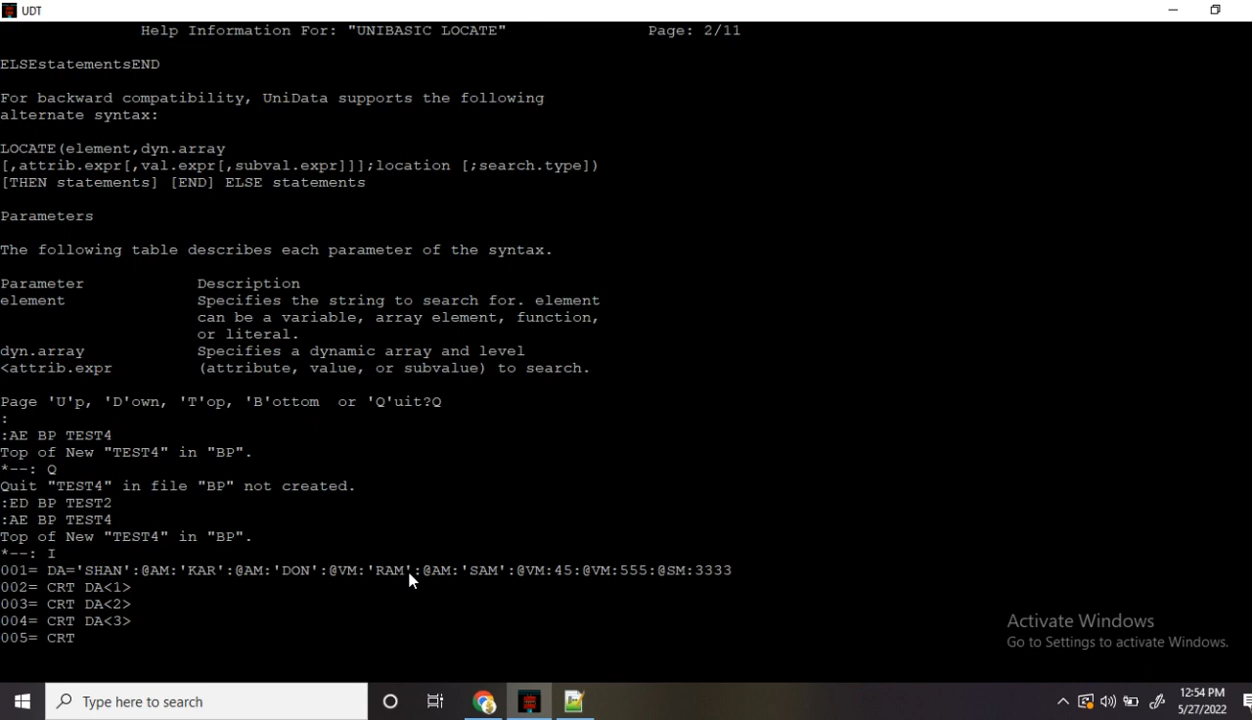 UDT
Help Information For: "UNIBASIC LOCATE" Page: 2/11
ELSEstatementsEND
For backward compatibility, UniData supports the following
alternate syntax:
LOCATE(element,dyn.array
[,attrib.expr[,val.expr[,subval.expr]]];location [;search.type])
[THEN statements] [END] ELSE statements
Parameters
The following table describes each parameter of the syntax.
Parameter Description
element Specifies the string to search for. element
can be a variable, array element, function,
or literal.
dyn.array Specifies a dynamic array and level
<attrib.expr (attribute, value, or subvalue) to search.
Page 'U'p, 'D'own, 'T'op, 'B'ottom or 'Q'uit?Q
:
:AE BP TEST4
Top of New "TEST4" in "BP".
*--: Q
Quit "TEST4" in file "BP" not created.
:ED BP TEST2
:AE BP TEST4
Top of New "TEST4" in "BP".
*--: I
001= DA='SHAN':@AM:'KAR':@AM:'DON':@VM:'RAM':@AM:'SAM':@VM:45:@VM:555:@SM:3333
002= CRT DA<1>
003= CRT DA<2>
004= CRT DA<3>
005= CRT
Activate Windows
Go to Settings to activate Windows.
Type here to search
12:54 PM
5/27/2022